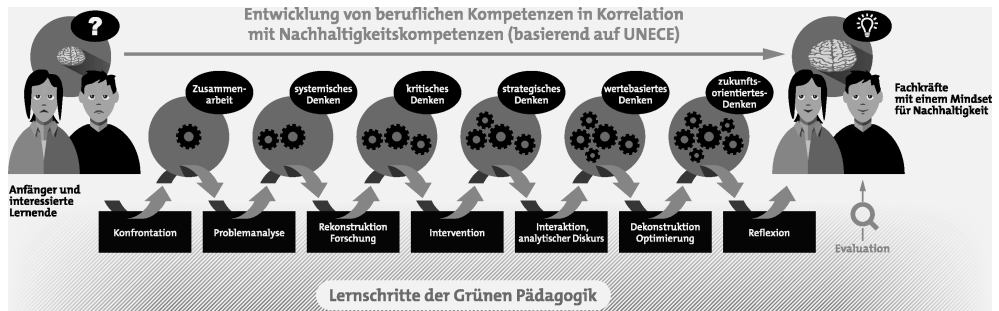 Entwicklung von beruflichen Kompetenzen in Korrelation
mit Nachhaltigkeitskompetenzen (basierend auf UNECE)
?
Zusammen-
arbeit
systemisches
Denken
kritisches
Denken
strategisches
Denken
wertebasiertes
Denken
zukunfts-
orientiertes-
Denken
Fachkräfte
mit einem Mindset
für Nachhaltigkeit
Anfänger und
interessierte
Lernende
Konfrontation
Problemanalyse
Rekonstruktion
Forschung
Intervention
Interaktion,
analytischer Diskurs
Dekonstruktion
Optimierung
Reflexion
Evaluation
Lernschritte der Grünen Pädagogik